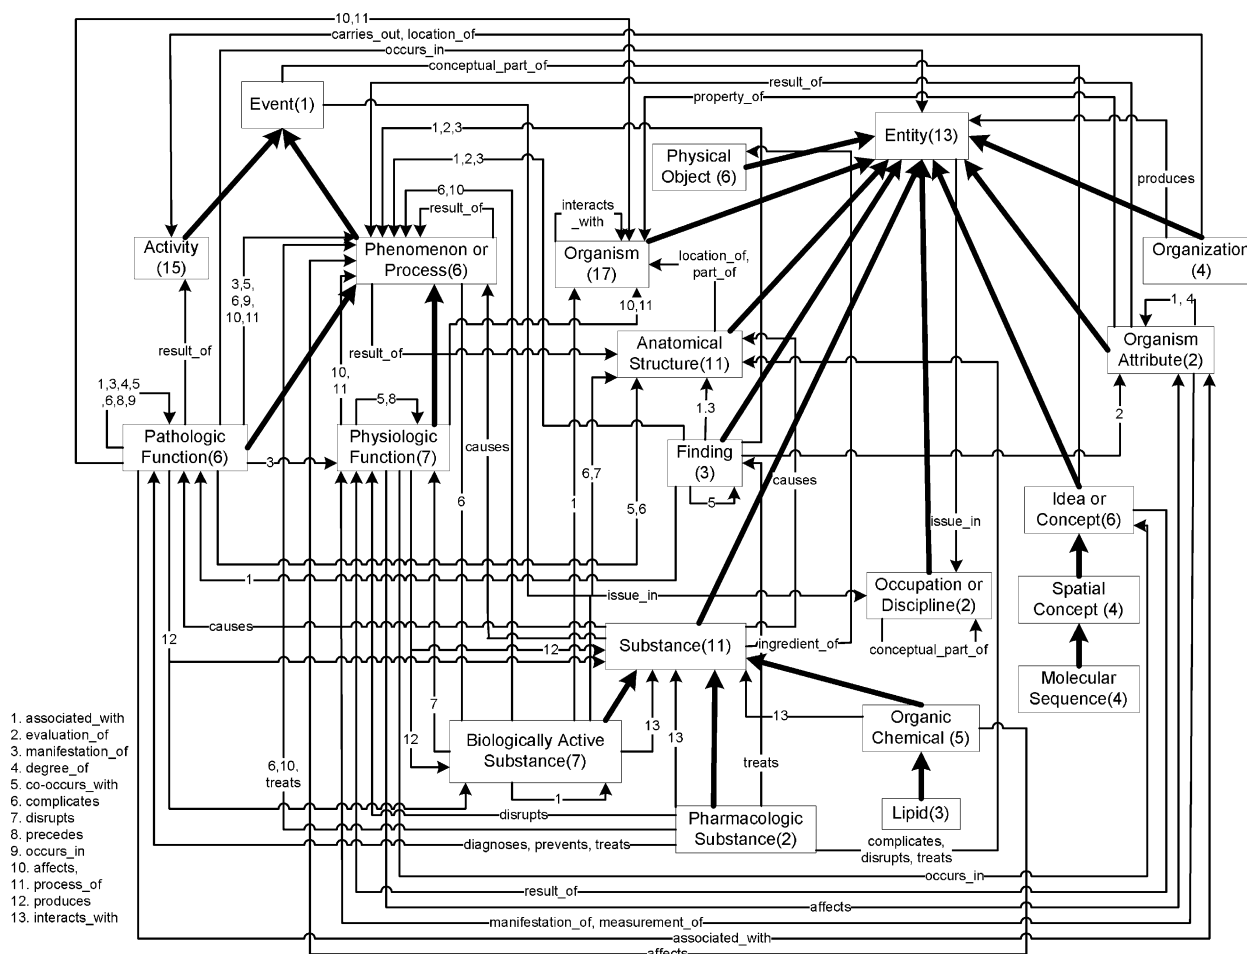 10,11
carries_out, location_of
occurs_in
conceptual_part_of
result_of
property_of
Event(1)
1,2,3
Entity(13)
Physical
Object (6)
1,2,3
produces
6,10
result_of
interacts
_with
Activity
(15)
Phenomenon or
Process(6)
Organism
(17)
location_of,
part_of
Organization
(4)
3,5,
6,9,
10,11
10,11
1, 4
result_of
result_of
Anatomical
Structure(11)
Organism
Attribute(2)
10,
11
1,3,4,5
,6,8,9
5,8
1,3
2
Pathologic
Function(6)
Physiologic
Function(7)
causes
Finding
(3)
3
6,7
causes
5
6
1
5,6
Idea or
Concept(6)
issue_in
1
Occupation or
Discipline(2)
Spatial
Concept (4)
issue_in
causes
12
12
Substance(11)
ingredient_of
conceptual_part_of
Molecular
Sequence(4)
7
13
13
13
Organic
Chemical (5)
12
Biologically Active
Substance(7)
6,10,
treats
treats
1
disrupts
Lipid(3)
Pharmacologic
Substance(2)
diagnoses, prevents, treats
complicates,
disrupts, treats
occurs_in
result_of
affects
manifestation_of, measurement_of
associated_with
affects
1. associated_with
2. evaluation_of
3. manifestation_of
4. degree_of
5. co-occurs_with
6. complicates
7. disrupts
8. precedes
9. occurs_in
10. affects,
11. process_of
12. produces
13. interacts_with